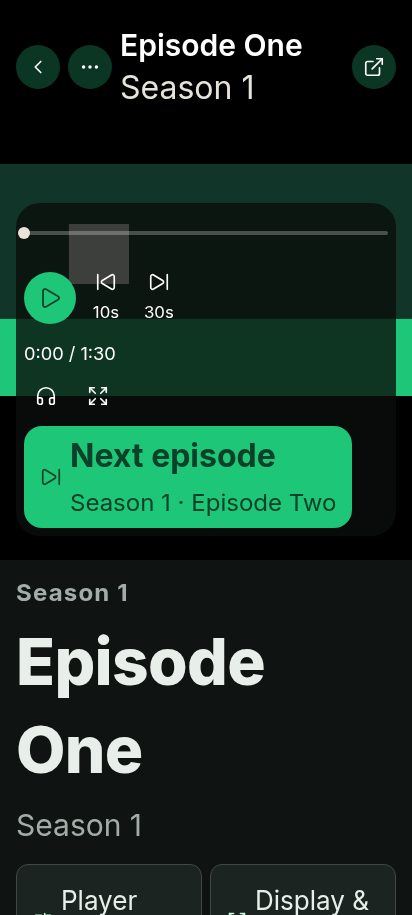 Episode One
Season 1
10s
30s
0:00 / 1:30
Next episode
Season 1 · Episode Two
Season 1
Episode
One
Season 1
Player
Display &